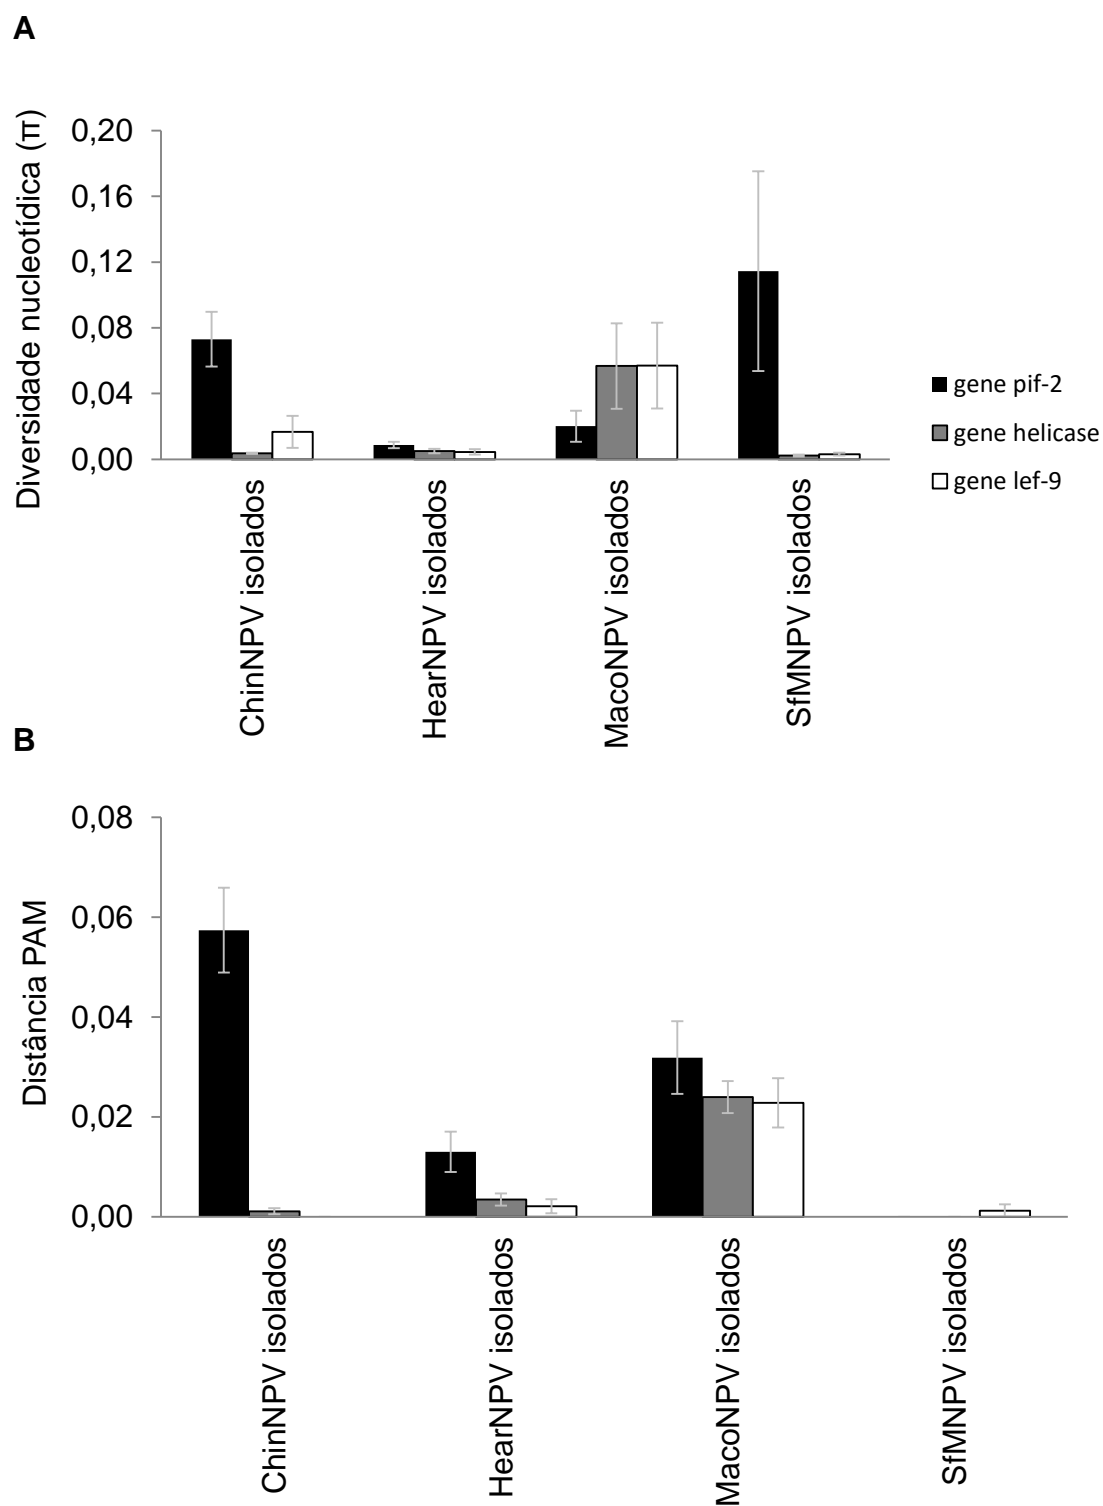 A
Diversidade nucleotídica (π)
0,20
0,16
0,12
0,08
0,04
0,00
ChinNPV isolados
HearNPV isolados
MacoNPV isolados
SfMNPV isolados
gene pif-2
gene helicase
gene lef-9
B
Distância PAM
0,08
0,06
0,04
0,02
0,00
ChinNPV isolados
HearNPV isolados
MacoNPV isolados
SfMNPV isolados